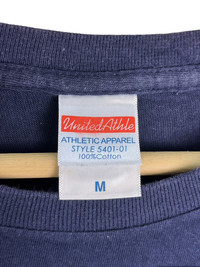 United Athle
ATHLETIC APPAREL
STYLE 5401-01
100%Cotton
M